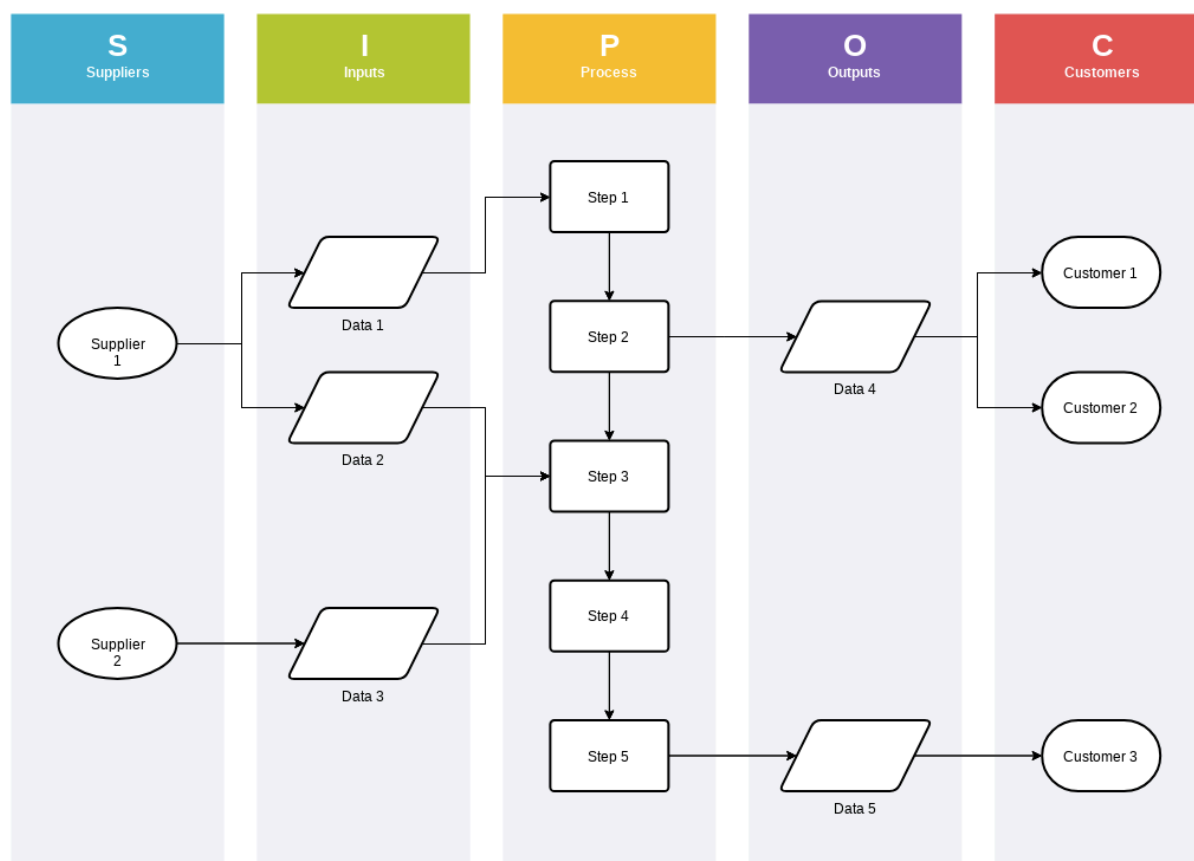 S
Suppliers
I
Inputs
P
Process
O
Outputs
C
Customers
Supplier
1
Supplier
2
Data 1
Data 2
Data 3
Step 1
Step 2
Step 3
Step 4
Step 5
Data 4
Data 5
Customer 1
Customer 2
Customer 3